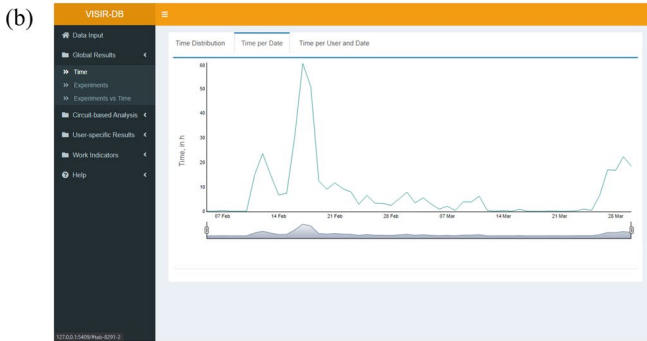 (b)
VISIR-DB
Data Input
Global Results
Time
Experiments
Experiments vs Time
Circuit-based Analysis
User-specific Results
Work Indicators
Help
Time Distribution
Time per Date
Time per User and Date
Time, in h
60
50
40
30
20
10
0
07 Feb
14 Feb
21 Feb
28 Feb
07 Mar
14 Mar
21 Mar
28 Mar